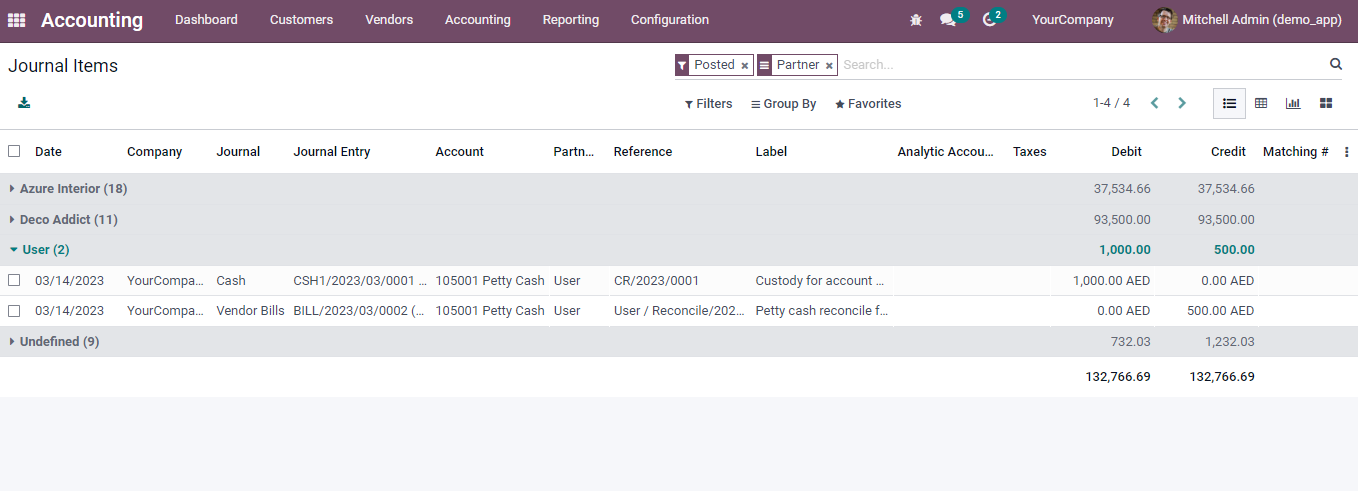 Accounting Dashboard Customers Vendors Accounting Reporting Configuration 5 2 YourCompany Mitchell Admin (demo_app)
Journal Items Posted × Partner × Search...
Filters Group By Favorites 1-4 / 4
Date Company Journal Journal Entry Account Partn... Reference Label Analytic Accou... Taxes Debit Credit Matching #
Azure Interior (18) 37,534.66 37,534.66
Deco Addict (11) 93,500.00 93,500.00
User (2) 1,000.00 500.00
03/14/2023 YourCompa... Cash CSH1/2023/03/0001 ... 105001 Petty Cash User CR/2023/0001 Custody for account ... 1,000.00 AED 0.00 AED
03/14/2023 YourCompa... Vendor Bills BILL/2023/03/0002 (... 105001 Petty Cash User User / Reconcile/202... Petty cash reconcile f... 0.00 AED 500.00 AED
Undefined (9) 732.03 1,232.03
132,766.69 132,766.69